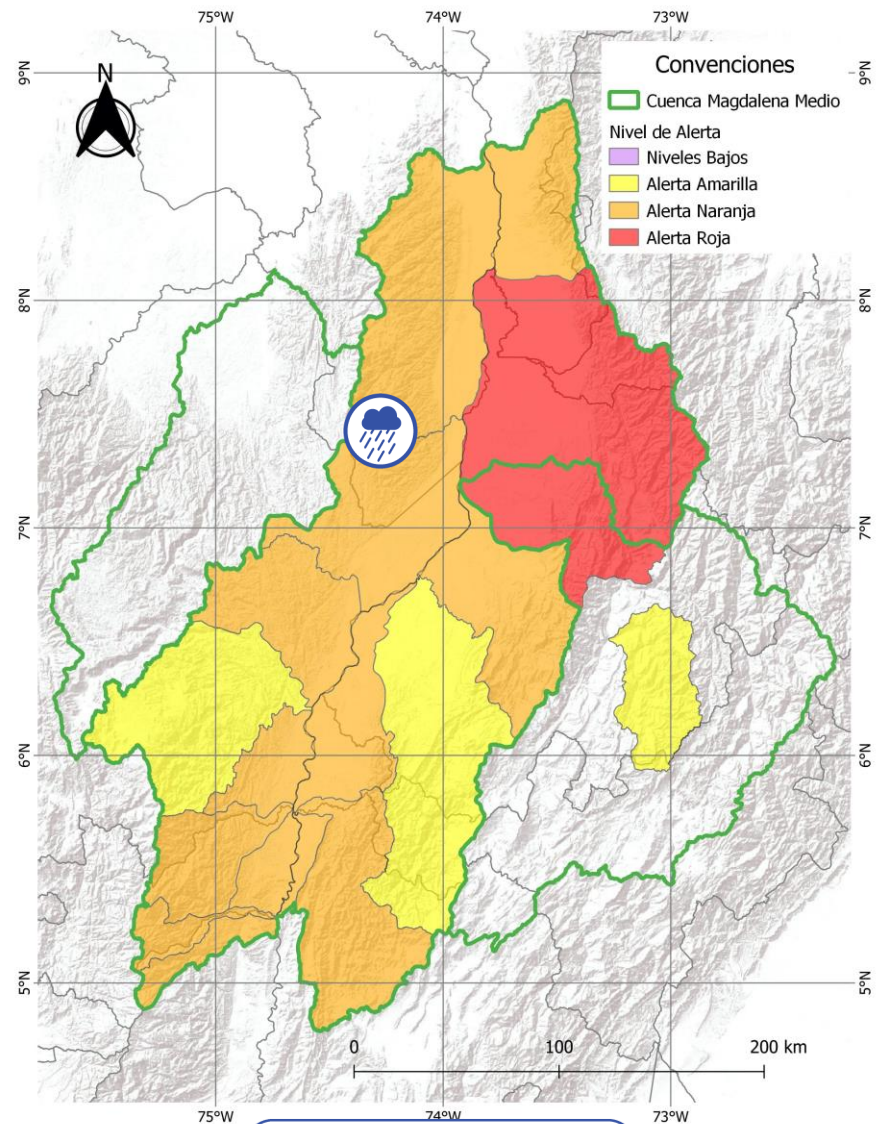 75°W 74°W 73°W
9°N 9°N
N
Convenciones
Cuenca Magdalena Medio
Nivel de Alerta
Niveles Bajos
Alerta Amarilla
Alerta Naranja
Alerta Roja
8°N 8°N
7°N 7°N
6°N 6°N
5°N 5°N
0 100 200 km
75°W 74°W 73°W